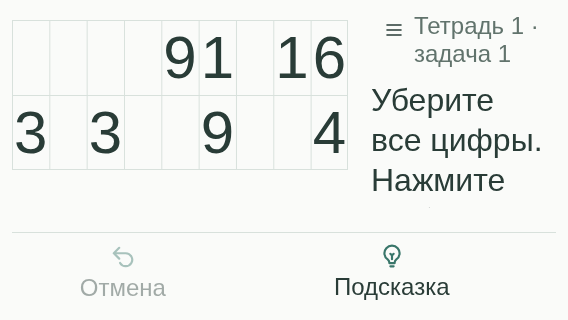 91 16
3 3 9 4
Тетрадь 1 ·
задача 1
Уберите
все цифры.
Нажмите
Отмена
Подсказка